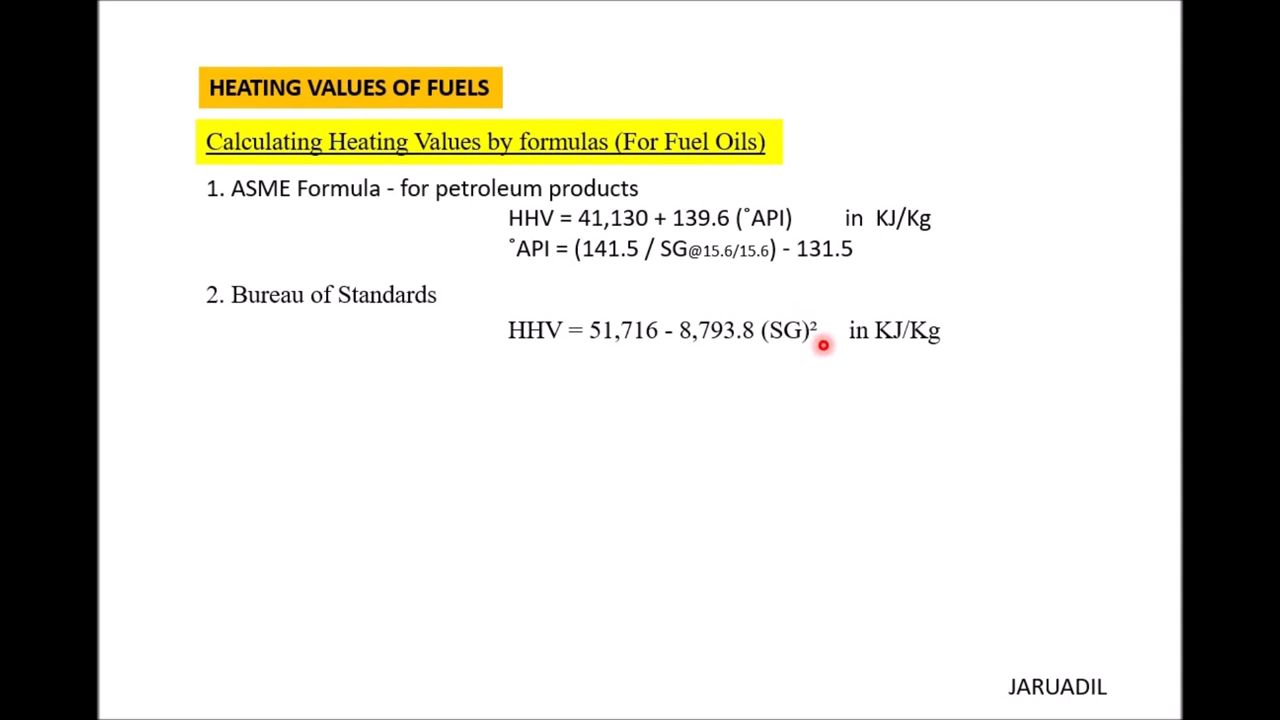 HEATING VALUES OF FUELS
Calculating Heating Values by formulas (For Fuel Oils)
1. ASME Formula - for petroleum products
HHV = 41,130 + 139.6 (˚API) in KJ/Kg
˚API = (141.5 / SG@15.6/15.6) - 131.5
2. Bureau of Standards
HHV = 51,716 - 8,793.8 (SG)² in KJ/Kg
JARUADIL